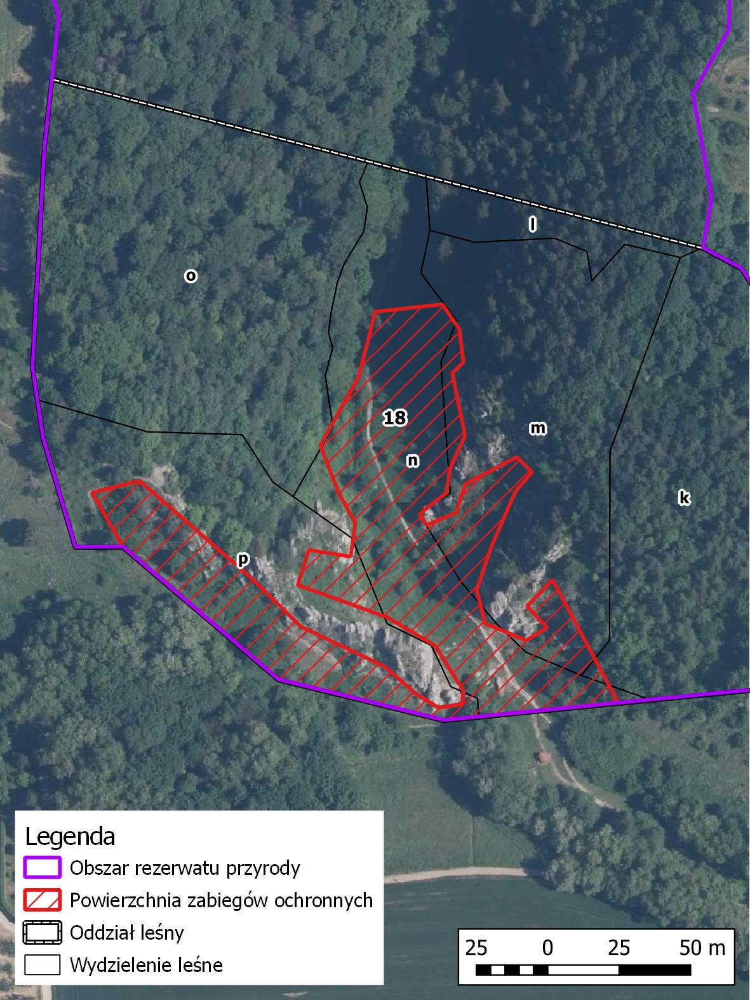 l
o
18
m
n
k
p
Legenda
Obszar rezerwatu przyrody
Powierzchnia zabiegów ochronnych
Oddział leśny
Wydzielenie leśne
25 0 25 50 m